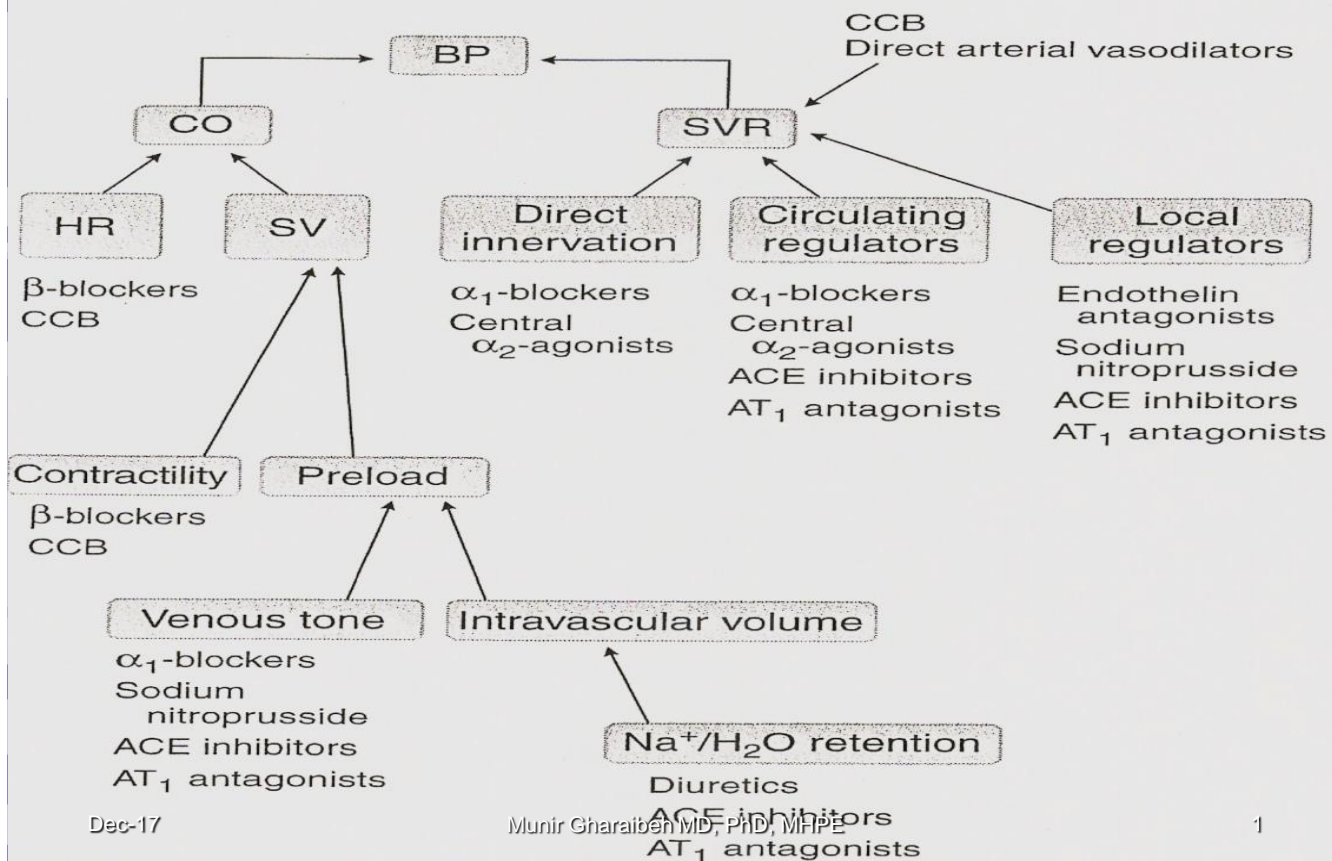 CCB
Direct arterial vasodilators
BP
CO
SVR
HR
SV
Direct
innervation
Circulating
regulators
Local
regulators
β-blockers
CCB
α₁-blockers
Central
α₂-agonists
α₁-blockers
Central
α₂-agonists
ACE inhibitors
AT₁ antagonists
Endothelin
antagonists
Sodium
nitroprusside
ACE inhibitors
AT₁ antagonists
Contractility
Preload
β-blockers
CCB
Venous tone
Intravascular volume
α₁-blockers
Sodium
nitroprusside
ACE inhibitors
AT₁ antagonists
Na⁺/H₂O retention
Diuretics
ACE inhibitors
AT₁ antagonists
Dec-17
Munir Gharaibeh MD, PhD, MHPE
1